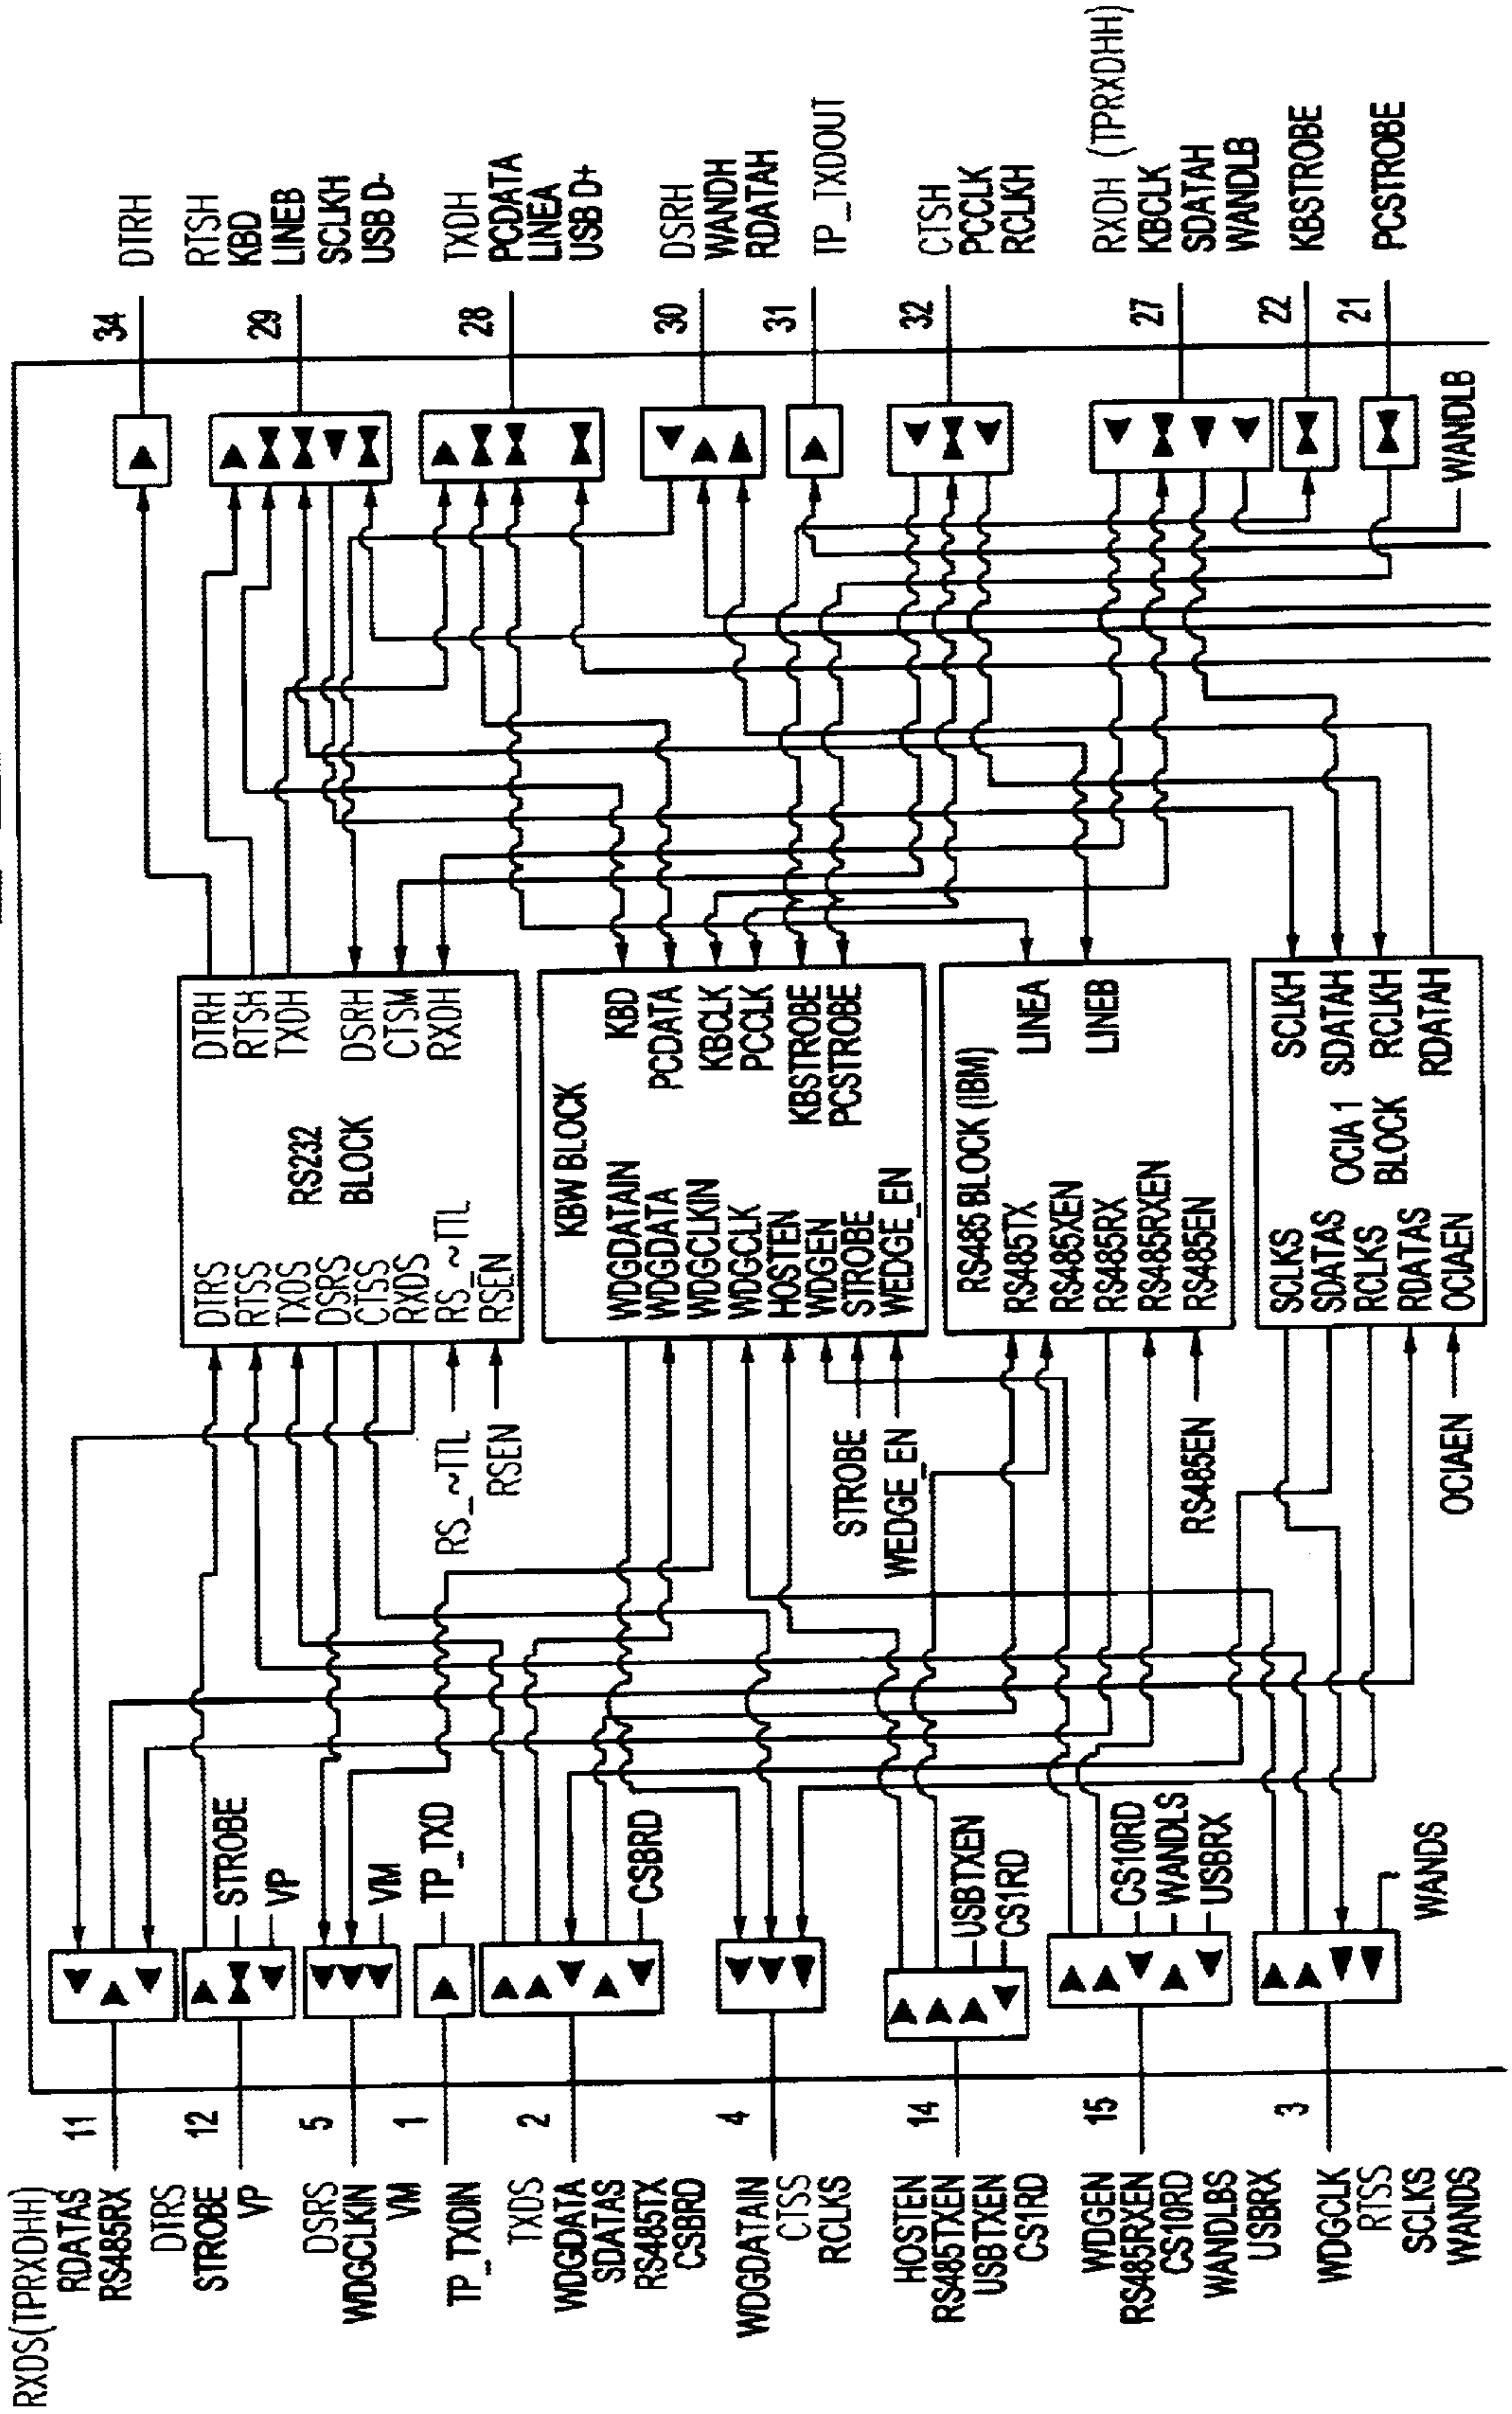 RXDS(TPRXDHH)
RDATAS
RS485RX
11
DTRS
STROBE
VP
12
STROBE
VP
DSRS
WDGCLKIN
VM
5
VM
TP_TXDIN
1
TP_TXD
TXDS
WDGDATA
SDATAS
RS485TX
CSBRD
2
CSBRD
WDGDATAIN
CTSS
RCLKS
4
HOSTEN
RS485TXEN
USBTXEN
CS1RD
14
USBTXEN
CS1RD
WDGEN
RS485RXEN
CS10RD
WANDLBS
USBRX
15
CS10RD
WANDLS
USBRX
WDGCLK
RTSS
SCLKS
WANDS
3
WANDS
RS_~TTL
RSEN
STROBE
WEDGE_EN
RS485EN
OCIAEN
DTRS
RTSS
TXDS
DSRS
CTSS
RXDS
RS_~TTL
RSEN
RS232
BLOCK
DTRH
RTSH
TXDH
DSRH
CTSM
RXDH
KBW BLOCK
WDGDATAIN
WDGDATA
WDGCLKIN
WDGCLK
HOSTEN
WDGEN
STROBE
WEDGE_EN
KBD
PCDATA
KBCLK
PCCLK
KBSTROBE
PCSTROBE
RS485 BLOCK (IBM)
RS485TX
RS485XEN
RS485RX
RS485RXEN
RS485EN
LINEA
LINEB
SCLKS
SDATAS
RCLKS
RDATAS
OCIAEN
OCIA 1
BLOCK
SCLKH
SDATAH
RCLKH
RDATAH
34
DTRH
29
RTSH
KBD
LINEB
SCLKH
USB D-
28
TXDH
PCDATA
LINEA
USB D+
30
DSRH
WANDH
RDATAH
31
TP_TXDOUT
32
CTSH
PCCLK
RCLKH
27
RXDH (TPRXDHH)
KBCLK
SDATAH
WANDLB
22
KBSTROBE
21
PCSTROBE
WANDLB